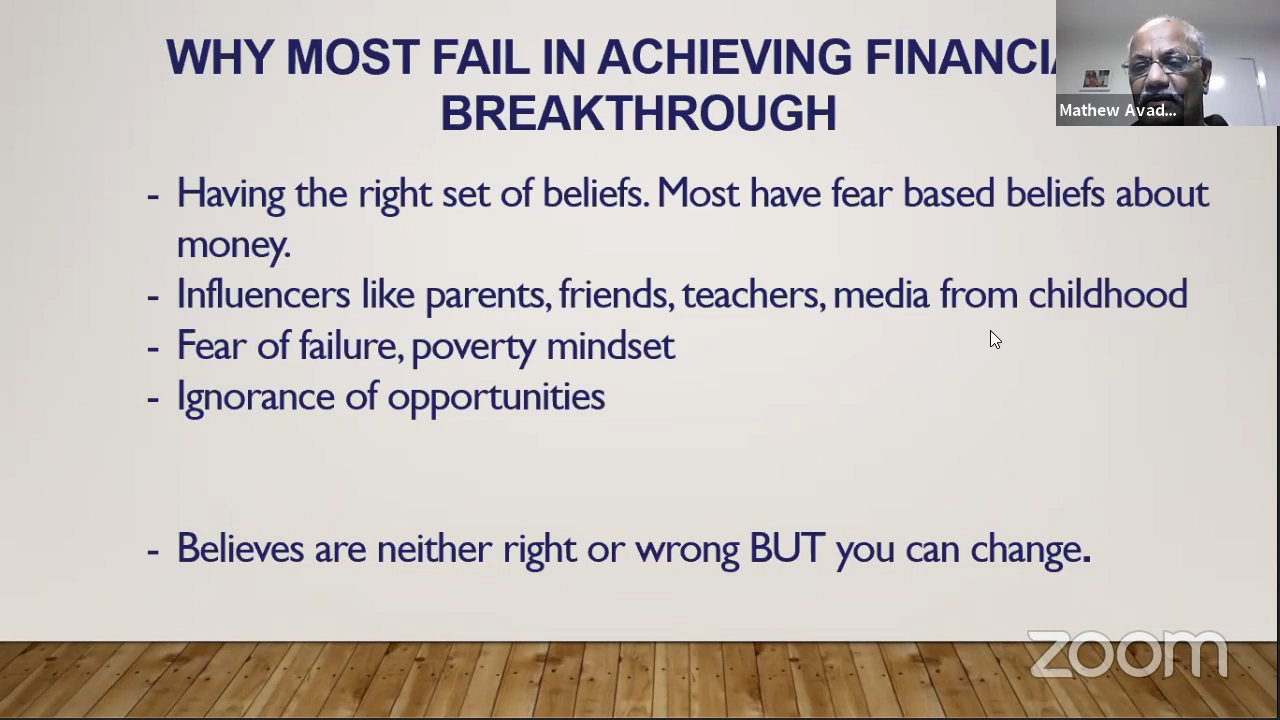 WHY MOST FAIL IN ACHIEVING FINANCIA
BREAKTHROUGH
Mathew Avad...
- Having the right set of beliefs. Most have fear based beliefs about
money.
- Influencers like parents, friends, teachers, media from childhood
- Fear of failure, poverty mindset
- Ignorance of opportunities
- Believes are neither right or wrong BUT you can change.
zoom